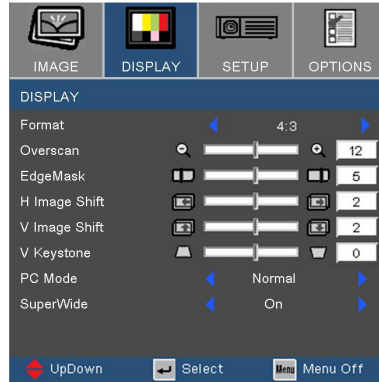 IMAGE DISPLAY SETUP OPTIONS
DISPLAY
Format 4:3
Overscan 12
EdgeMask 5
H Image Shift 2
V Image Shift 2
V Keystone 0
PC Mode Normal
SuperWide On
UpDown Select Menu Menu Off